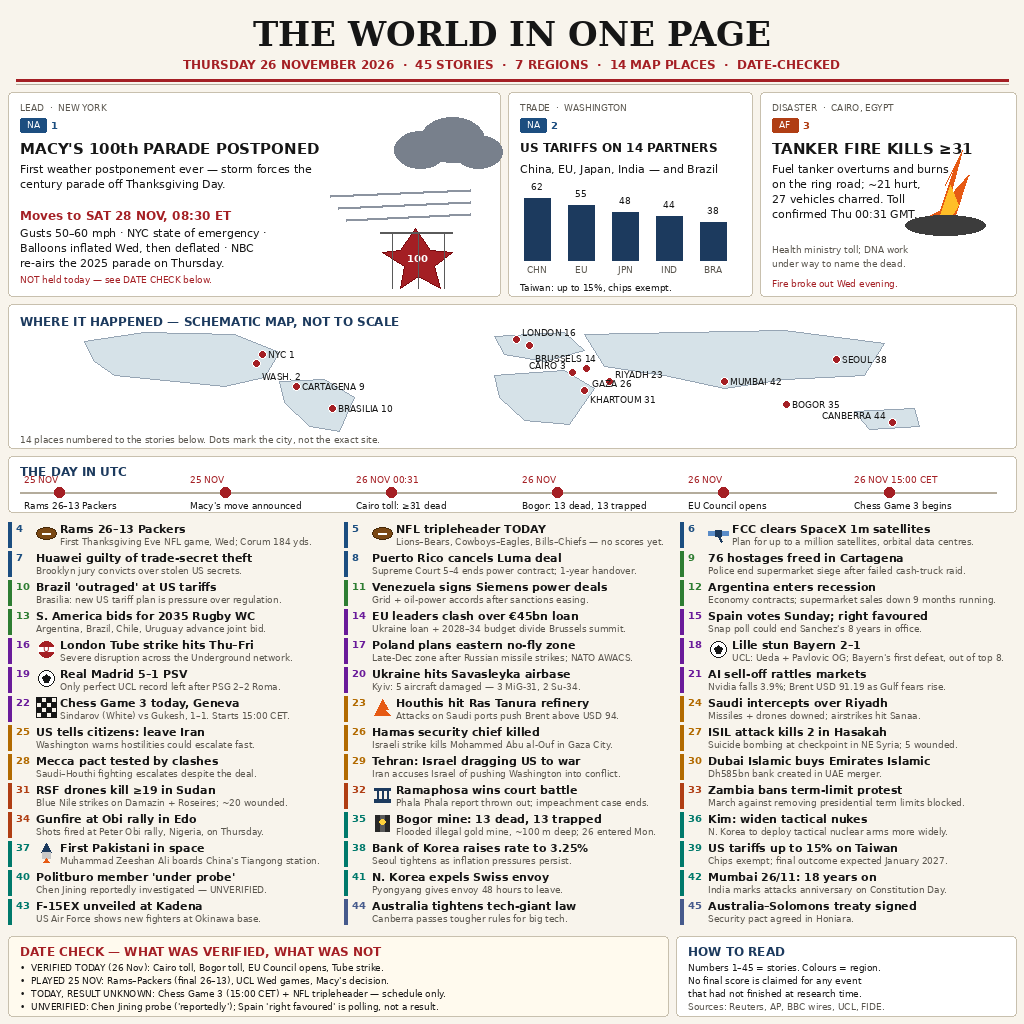 THE WORLD IN ONE PAGE
THURSDAY 26 NOVEMBER 2026 · 45 STORIES · 7 REGIONS · 14 MAP PLACES · DATE-CHECKED
LEAD · NEW YORK
NA 1
MACY'S 100th PARADE POSTPONED
First weather postponement ever — storm forces the
century parade off Thanksgiving Day.
Moves to SAT 28 NOV, 08:30 ET
Gusts 50–60 mph · NYC state of emergency ·
Balloons inflated Wed, then deflated · NBC
re-airs the 2025 parade on Thursday.
NOT held today — see DATE CHECK below.
100
TRADE · WASHINGTON
NA 2
US TARIFFS ON 14 PARTNERS
China, EU, Japan, India — and Brazil
62
55
48
44
38
CHN EU JPN IND BRA
Taiwan: up to 15%, chips exempt.
DISASTER · CAIRO, EGYPT
AF 3
TANKER FIRE KILLS ≥31
Fuel tanker overturns and burns
on the ring road; ~21 hurt,
27 vehicles charred. Toll
confirmed Thu 00:31 GMT.
Health ministry toll; DNA work
under way to name the dead.
Fire broke out Wed evening.
WHERE IT HAPPENED — SCHEMATIC MAP, NOT TO SCALE
LONDON 16
NYC 1
BRUSSELS 14
SEOUL 38
CAIRO 3
WASH. 2
RIYADH 23
MUMBAI 42
GAZA 26
CARTAGENA 9
KHARTOUM 31
BOGOR 35
BRASILIA 10
CANBERRA 44
14 places numbered to the stories below. Dots mark the city, not the exact site.
THE DAY IN UTC
25 NOV
25 NOV
26 NOV 00:31
26 NOV
26 NOV
26 NOV 15:00 CET
Rams 26–13 Packers
Macy's move announced
Cairo toll: ≥31 dead
Bogor: 13 dead, 13 trapped
EU Council opens
Chess Game 3 begins
4 Rams 26–13 Packers
First Thanksgiving Eve NFL game, Wed; Corum 184 yds.
5 NFL tripleheader TODAY
Lions–Bears, Cowboys–Eagles, Bills–Chiefs — no scores yet.
6 FCC clears SpaceX 1m satellites
Plan for up to a million satellites, orbital data centres.
7 Huawei guilty of trade-secret theft
Brooklyn jury convicts over stolen US secrets.
8 Puerto Rico cancels Luma deal
Supreme Court 5–4 ends power contract; 1-year handover.
9 76 hostages freed in Cartagena
Police end supermarket siege after failed cash-truck raid.
10 Brazil 'outraged' at US tariffs
Brasilia: new US tariff plan is pressure over regulation.
11 Venezuela signs Siemens power deals
Grid + oil-power accords after sanctions easing.
12 Argentina enters recession
Economy contracts; supermarket sales down 9 months running.
13 S. America bids for 2035 Rugby WC
Argentina, Brazil, Chile, Uruguay advance joint bid.
14 EU leaders clash over €45bn loan
Ukraine loan + 2028–34 budget divide Brussels summit.
15 Spain votes Sunday; right favoured
Snap poll could end Sanchez's 8 years in office.
16 London Tube strike hits Thu–Fri
Severe disruption across the Underground network.
17 Poland plans eastern no-fly zone
Late-Dec zone after Russian missile strikes; NATO AWACS.
18 Lille stun Bayern 2–1
UCL: Ueda + Pavlovic OG; Bayern's first defeat, out of top 8.
19 Real Madrid 5–1 PSV
Only perfect UCL record left after PSG 2–2 Roma.
20 Ukraine hits Savasleyka airbase
Kyiv: 5 aircraft damaged — 3 MiG-31, 2 Su-34.
21 AI sell-off rattles markets
Nvidia falls 3.9%; Brent USD 91.19 as Gulf fears rise.
22 Chess Game 3 today, Geneva
Sindarov (White) vs Gukesh, 1–1. Starts 15:00 CET.
23 Houthis hit Ras Tanura refinery
Attacks on Saudi ports push Brent above USD 94.
24 Saudi intercepts over Riyadh
Missiles + drones downed; airstrikes hit Sanaa.
25 US tells citizens: leave Iran
Washington warns hostilities could escalate fast.
26 Hamas security chief killed
Israeli strike kills Mohammed Abu al-Ouf in Gaza City.
27 ISIL attack kills 2 in Hasakah
Suicide bombing at checkpoint in NE Syria; 5 wounded.
28 Mecca pact tested by clashes
Saudi–Houthi fighting escalates despite the deal.
29 Tehran: Israel dragging US to war
Iran accuses Israel of pushing Washington into conflict.
30 Dubai Islamic buys Emirates Islamic
Dh585bn bank created in UAE merger.
31 RSF drones kill ≥19 in Sudan
Blue Nile strikes on Damazin + Roseires; ~20 wounded.
32 Ramaphosa wins court battle
Phala Phala report thrown out; impeachment case ends.
33 Zambia bans term-limit protest
March against removing presidential term limits blocked.
34 Gunfire at Obi rally in Edo
Shots fired at Peter Obi rally, Nigeria, on Thursday.
35 Bogor mine: 13 dead, 13 trapped
Flooded illegal gold mine, ~100 m deep; 26 entered Mon.
36 Kim: widen tactical nukes
N. Korea to deploy tactical nuclear arms more widely.
37 First Pakistani in space
Muhammad Zeeshan Ali boards China's Tiangong station.
38 Bank of Korea raises rate to 3.25%
Seoul tightens as inflation pressures persist.
39 US tariffs up to 15% on Taiwan
Chips exempt; final outcome expected January 2027.
40 Politburo member 'under probe'
Chen Jining reportedly investigated — UNVERIFIED.
41 N. Korea expels Swiss envoy
Pyongyang gives envoy 48 hours to leave.
42 Mumbai 26/11: 18 years on
India marks attacks anniversary on Constitution Day.
43 F-15EX unveiled at Kadena
US Air Force shows new fighters at Okinawa base.
44 Australia tightens tech-giant law
Canberra passes tougher rules for big tech.
45 Australia–Solomons treaty signed
Security pact agreed in Honiara.
DATE CHECK — WHAT WAS VERIFIED, WHAT WAS NOT
• VERIFIED TODAY (26 Nov): Cairo toll, Bogor toll, EU Council opens, Tube strike.
• PLAYED 25 NOV: Rams–Packers (final 26–13), UCL Wed games, Macy's decision.
• TODAY, RESULT UNKNOWN: Chess Game 3 (15:00 CET) + NFL tripleheader — schedule only.
• UNVERIFIED: Chen Jining probe ('reportedly'); Spain 'right favoured' is polling, not a result.
HOW TO READ
Numbers 1–45 = stories. Colours = region.
No final score is claimed for any event
that had not finished at research time.
Sources: Reuters, AP, BBC wires, UCL, FIDE.